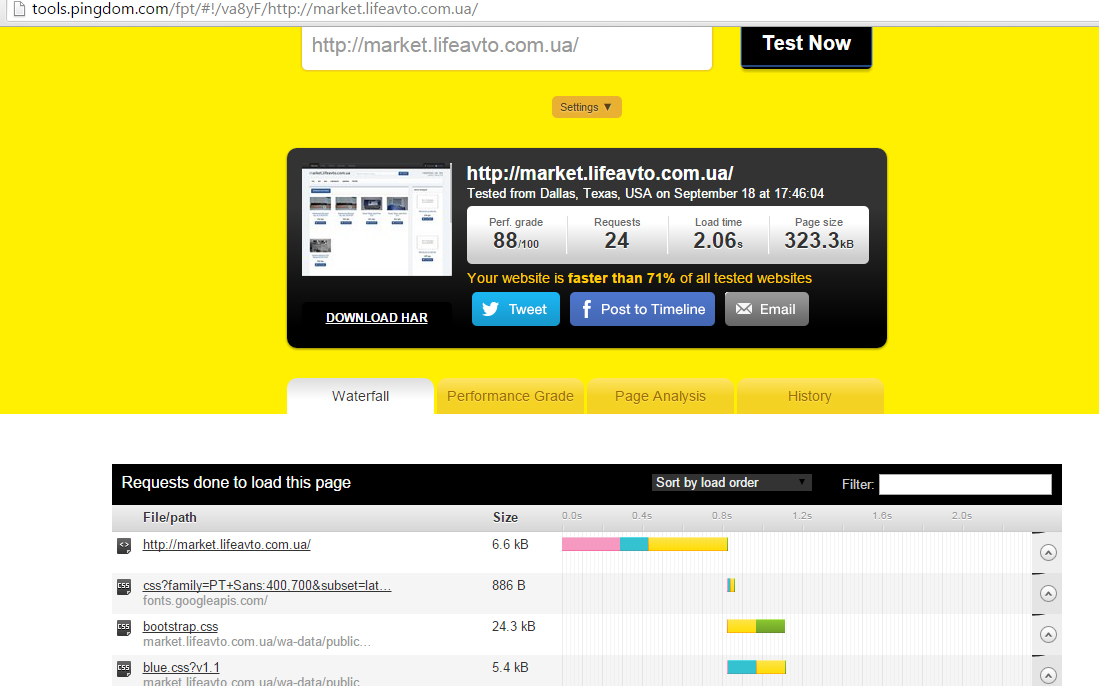 tools.pingdom.com/fpt/#!/va8yF/http://market.lifeavto.com.ua/
http://market.lifeavto.com.ua/
Test Now
Settings ▼
http://market.lifeavto.com.ua/
Tested from Dallas, Texas, USA on September 18 at 17:46:04
Perf. grade Requests Load time Page size
88/100 24 2.06s 323.3kB
Your website is faster than 71% of all tested websites
DOWNLOAD HAR
Tweet Post to Timeline Email
Waterfall Performance Grade Page Analysis History
Requests done to load this page Sort by load order Filter:
File/path Size 0.0s 0.4s 0.8s 1.2s 1.6s 2.0s
http://market.lifeavto.com.ua/ 6.6 kB
CSS css?family=PT+Sans:400,700&subset=lat... 886 B
fonts.googleapis.com/
CSS bootstrap.css 24.3 kB
market.lifeavto.com.ua/wa-data/public...
CSS blue.css?v1.1 5.4 kB
market.lifeavto.com.ua/wa-data/public